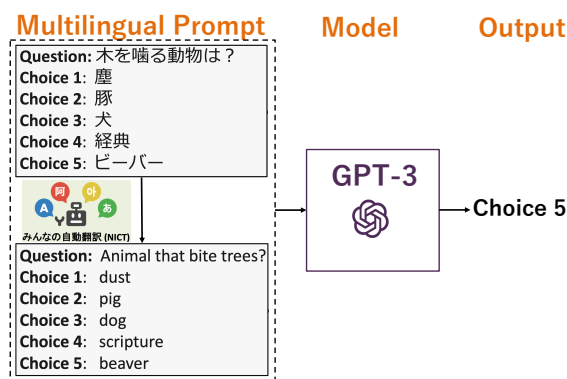 Multilingual Prompt
Model
Output
Question: 木を噛る動物は？
Choice 1: 塵
Choice 2: 豚
Choice 3: 犬
Choice 4: 経典
Choice 5: ビーバー
A
阿
아
あ
みんなの自動翻訳 (NICT)
Question: Animal that bite trees?
Choice 1: dust
Choice 2: pig
Choice 3: dog
Choice 4: scripture
Choice 5: beaver
GPT-3
Choice 5